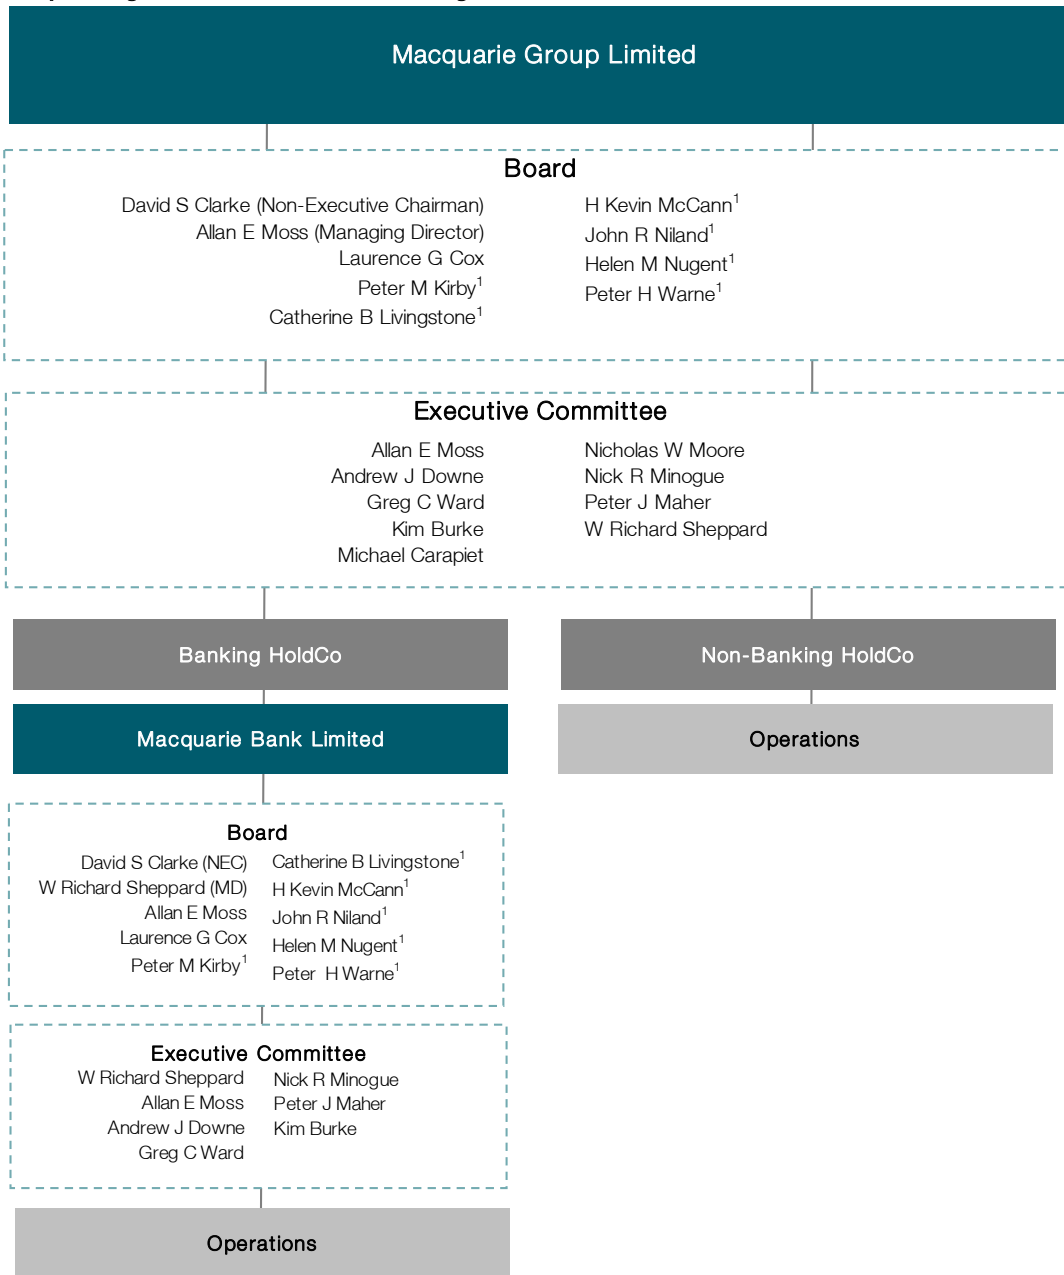 Macquarie Group Limited
Board
David S Clarke (Non-Executive Chairman)
Allan E Moss (Managing Director)
Laurence G Cox
Peter M Kirby1
Catherine B Livingstone1
H Kevin McCann1
John R Niland1
Helen M Nugent1
Peter H Warne1
Executive Committee
Allan E Moss
Andrew J Downe
Greg C Ward
Kim Burke
Michael Carapiet
Nicholas W Moore
Nick R Minogue
Peter J Maher
W Richard Sheppard
Banking HoldCo
Non-Banking HoldCo
Macquarie Bank Limited
Operations
Board
David S Clarke (NEC)
W Richard Sheppard (MD)
Allan E Moss
Laurence G Cox
Peter M Kirby1
Catherine B Livingstone1
H Kevin McCann1
John R Niland1
Helen M Nugent1
Peter H Warne1
Executive Committee
W Richard Sheppard
Allan E Moss
Andrew J Downe
Greg C Ward
Nick R Minogue
Peter J Maher
Kim Burke
Operations